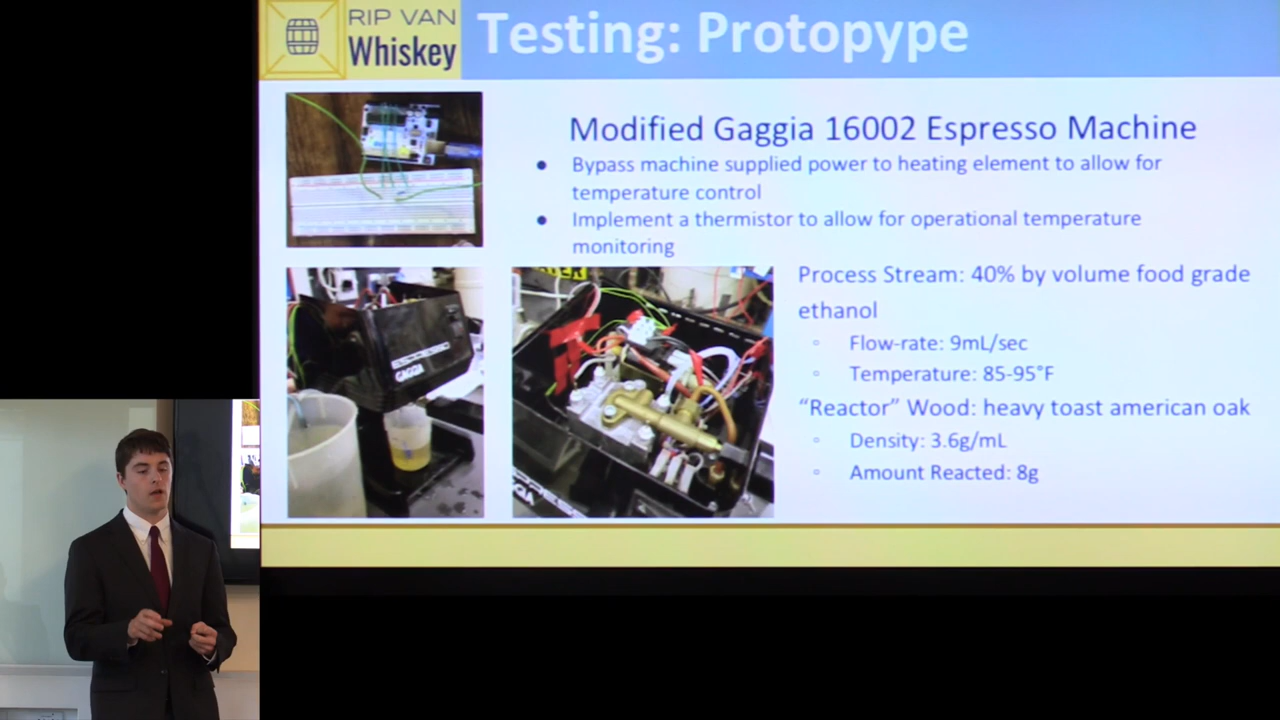 RIP VAN
Whiskey
Testing: Protopype
Modified Gaggia 16002 Espresso Machine
● Bypass machine supplied power to heating element to allow for
temperature control
● Implement a thermistor to allow for operational temperature
monitoring
Process Stream: 40% by volume food grade
ethanol
▫ Flow-rate: 9mL/sec
▫ Temperature: 85-95°F
“Reactor” Wood: heavy toast american oak
▫ Density: 3.6g/mL
▫ Amount Reacted: 8g
GAGGIA